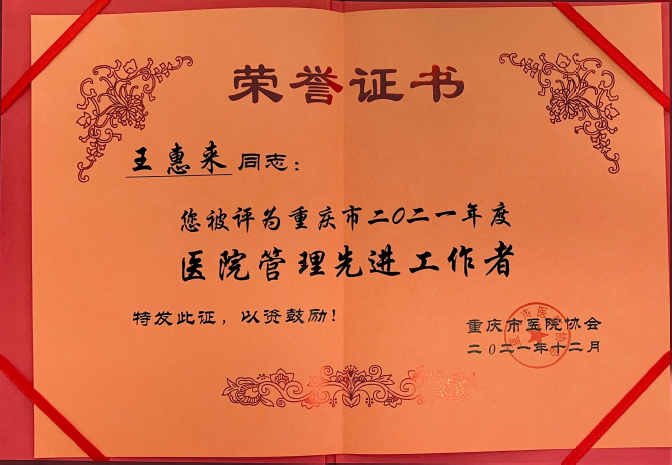 荣誉证书
王惠来同志：
您被评为重庆市二〇二一年度
医院管理先进工作者
特发此证，以资鼓励！
重庆市医院协会
二〇二一年十二月